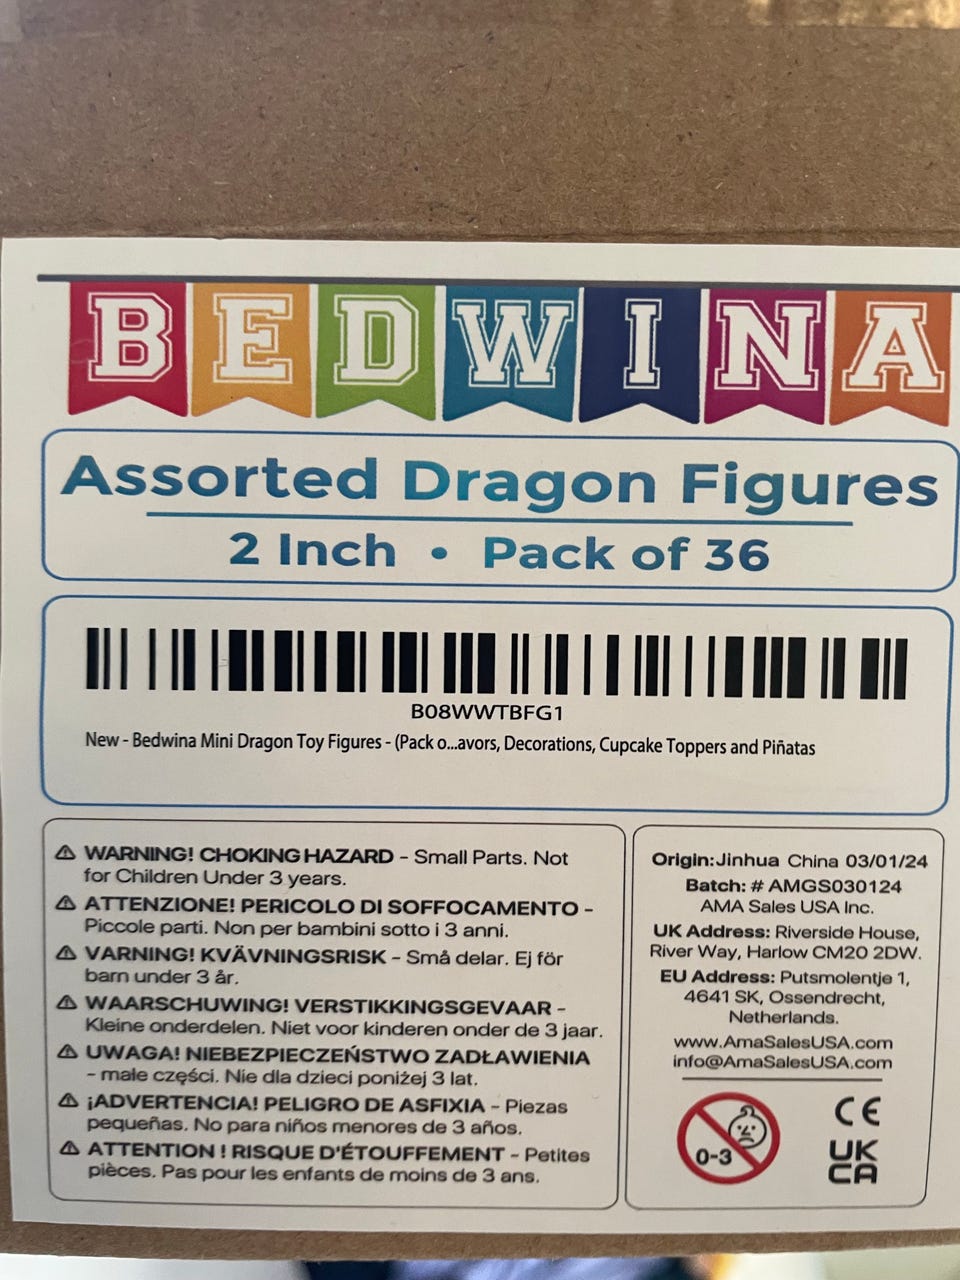 BEDWINA
Assorted Dragon Figures
2 Inch • Pack of 36
B08WWTBFG1
New - Bedwina Mini Dragon Toy Figures - (Pack o...avors, Decorations, Cupcake Toppers and Piñatas
⚠ WARNING! CHOKING HAZARD - Small Parts. Not
for Children Under 3 years.
⚠ ATTENZIONE! PERICOLO DI SOFFOCAMENTO -
Piccole parti. Non per bambini sotto i 3 anni.
⚠ VARNING! KVÄVNINGSRISK - Små delar. Ej för
barn under 3 år.
⚠ WAARSCHUWING! VERSTIKKINGSGEVAAR -
Kleine onderdelen. Niet voor kinderen onder de 3 jaar.
⚠ UWAGA! NIEBEZPIECZEŃSTWO ZADŁAWIENIA
- małe części. Nie dla dzieci poniżej 3 lat.
⚠ ¡ADVERTENCIA! PELIGRO DE ASFIXIA - Piezas
pequeñas. No para niños menores de 3 años.
⚠ ATTENTION ! RISQUE D'ÉTOUFFEMENT - Petites
pièces. Pas pour les enfants de moins de 3 ans.
Origin:Jinhua China 03/01/24
Batch: # AMGS030124
AMA Sales USA Inc.
UK Address: Riverside House,
River Way, Harlow CM20 2DW.
EU Address: Putsmolentje 1,
4641 SK, Ossendrecht,
Netherlands.
www.AmaSalesUSA.com
info@AmaSalesUSA.com
0-3
CE
UK
CA